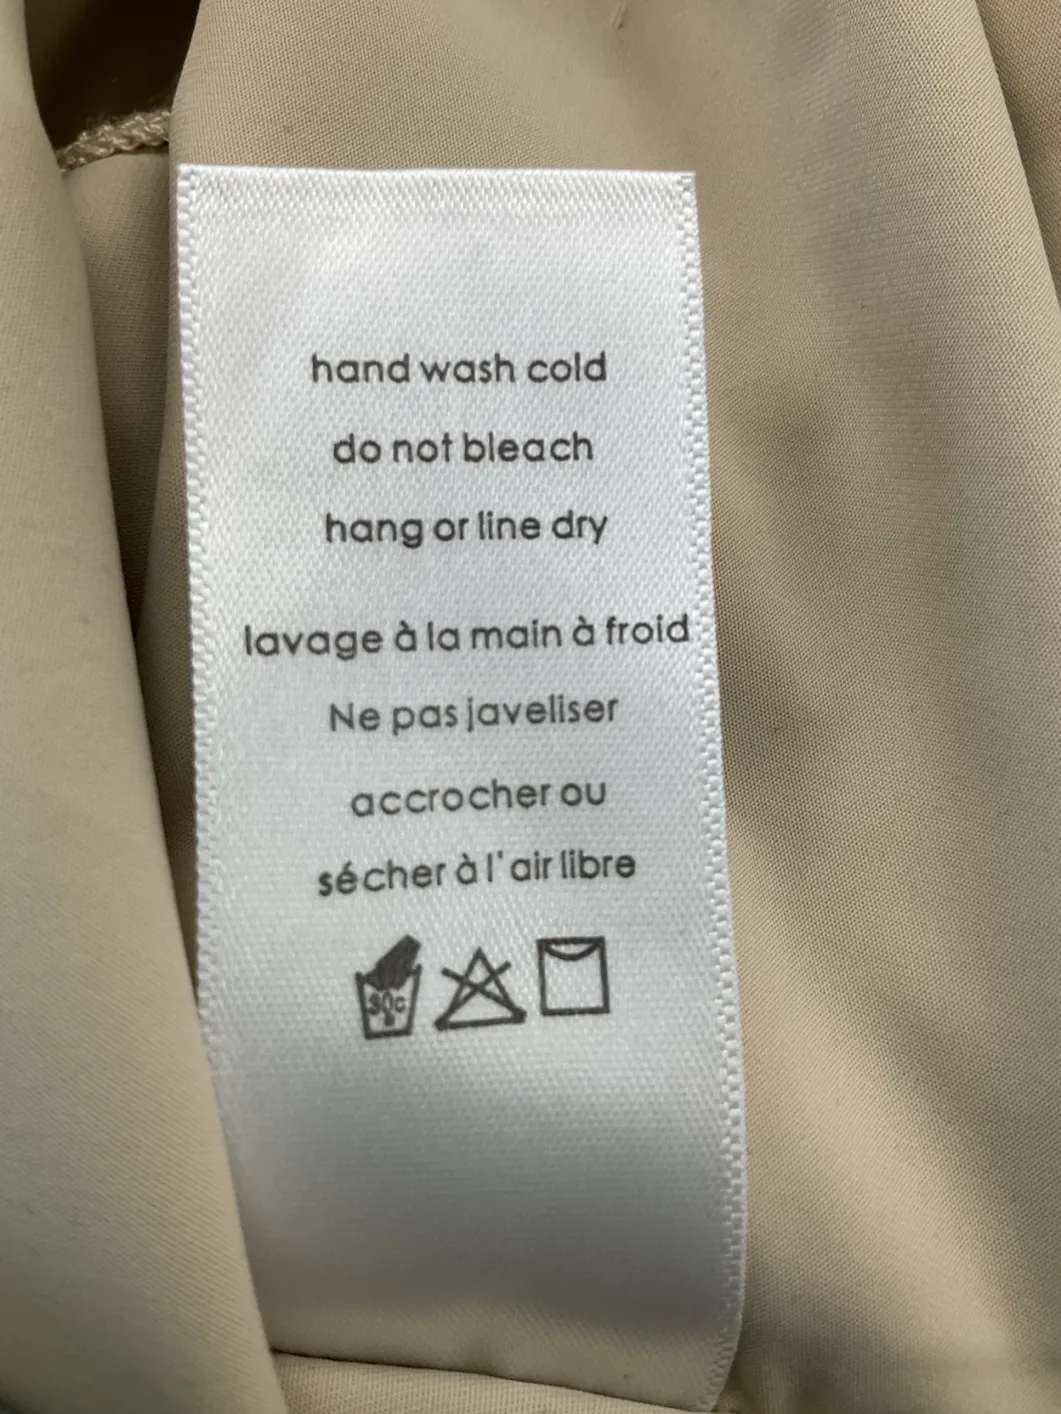 hand wash cold
do not bleach
hang or line dry
lavage à la main à froid
Ne pas javeliser
accrocher ou
sécher à l'air libre